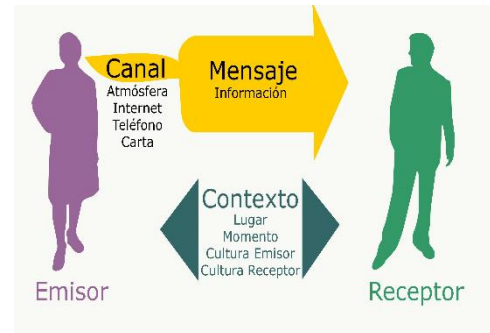 Canal
Atmósfera
Internet
Teléfono
Carta
Mensaje
Información
Contexto
Lugar
Momento
Cultura Emisor
Cultura Receptor
Emisor
Receptor